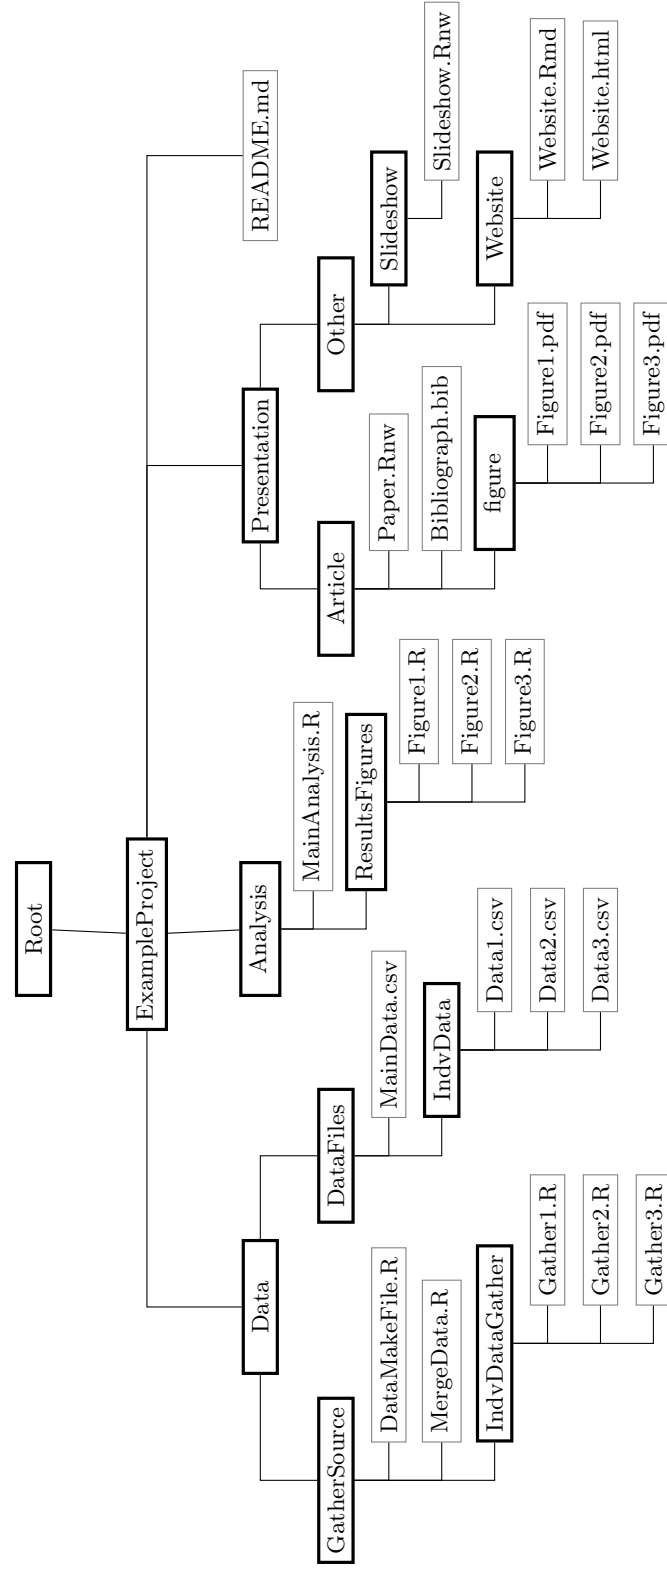 Root
ExampleProject
Data
GatherSource
DataMakeFile.R
MergeData.R
IndvDataGather
Gather1.R
Gather2.R
Gather3.R
DataFiles
MainData.csv
IndvData
Data1.csv
Data2.csv
Data3.csv
Analysis
MainAnalysis.R
ResultsFigures
Figure1.R
Figure2.R
Figure3.R
Presentation
Article
Paper.Rnw
Bibliograph.bib
figure
Figure1.pdf
Figure2.pdf
Figure3.pdf
Other
Slideshow
Slideshow.Rnw
Website
Website.Rmd
Website.html
README.md